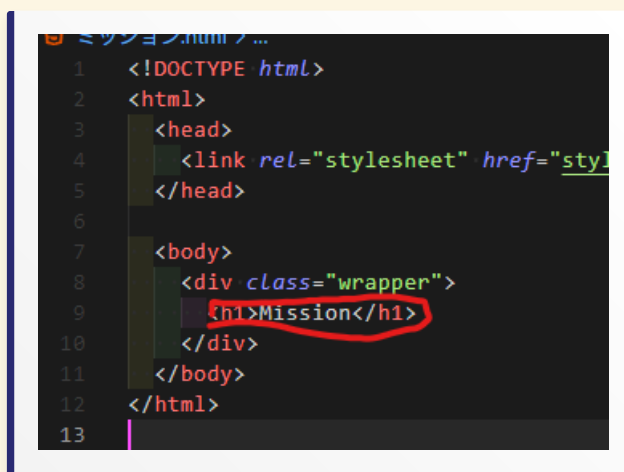 ミッション.html > ...
1 <!DOCTYPE html>
2 <html>
3 <head>
4 <link rel="stylesheet" href="styl
5 </head>
6
7 <body>
8 <div class="wrapper">
9 <h1>Mission</h1>
10 </div>
11 </body>
12 </html>
13